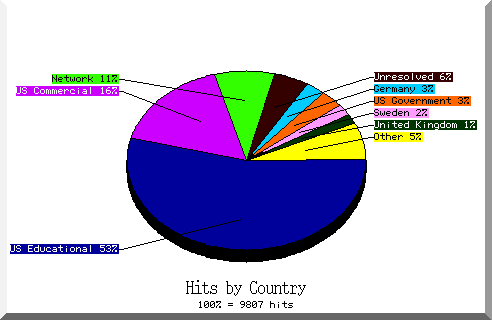 Unresolved 6%
Network 11%
Germany 3%
US Commercial 16%
US Government 3%
Sweden 2%
United Kingdom 1%
Other 5%
US Educational 53%
Hits by Country
100% = 9807 hits